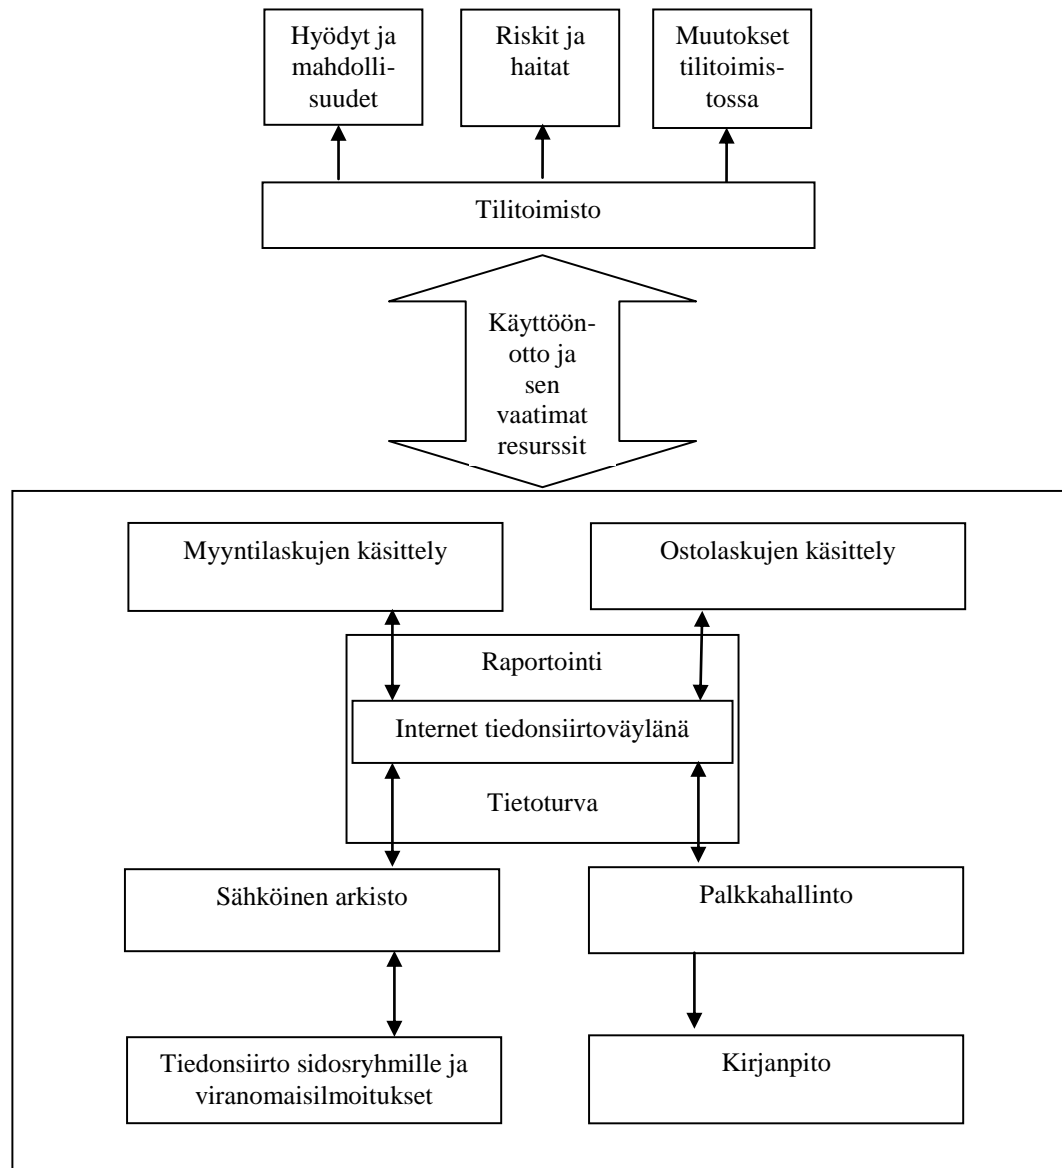 Hyödyt ja
mahdolli-
suudet
Riskit ja
haitat
Muutokset
tilitoimis-
tossa
Tilitoimisto
Käyttöön-
otto ja
sen
vaatimat
resurssit
Myyntilaskujen käsittely
Ostolaskujen käsittely
Raportointi
Internet tiedonsiirtoväylänä
Tietoturva
Sähköinen arkisto
Palkkahallinto
Tiedonsiirto sidosryhmille ja
viranomaisilmoitukset
Kirjanpito